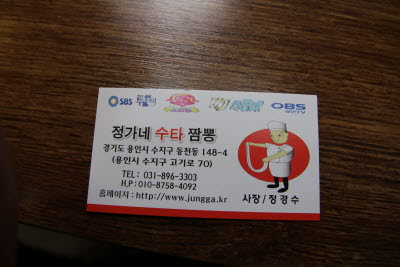 SBS OBS
정가네 수타 짬뽕
경기도 용인시 수지구 동천동 148-4
(용인시 수지구 고기로 70)
TEL : 031-896-3303
H.P : 010-8758-4092
홈페이지 : http://www.jungga.kr
사장 / 정경수